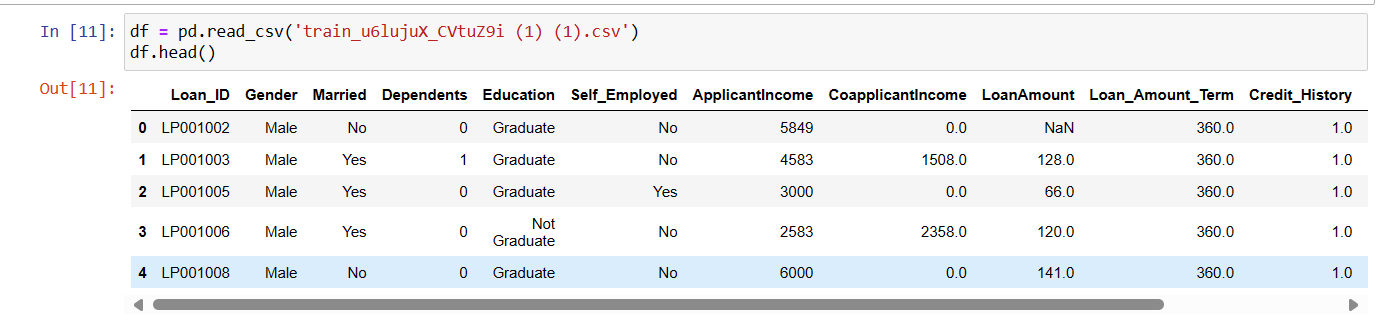 In [11]: df = pd.read_csv('train_u6lujuX_CVtuZ9i (1) (1).csv')
df.head()
Out[11]:
Loan_ID Gender Married Dependents Education Self_Employed ApplicantIncome CoapplicantIncome LoanAmount Loan_Amount_Term Credit_History
0 LP001002 Male No 0 Graduate No 5849 0.0 NaN 360.0 1.0
1 LP001003 Male Yes 1 Graduate No 4583 1508.0 128.0 360.0 1.0
2 LP001005 Male Yes 0 Graduate Yes 3000 0.0 66.0 360.0 1.0
3 LP001006 Male Yes 0 Not Graduate No 2583 2358.0 120.0 360.0 1.0
4 LP001008 Male No 0 Graduate No 6000 0.0 141.0 360.0 1.0